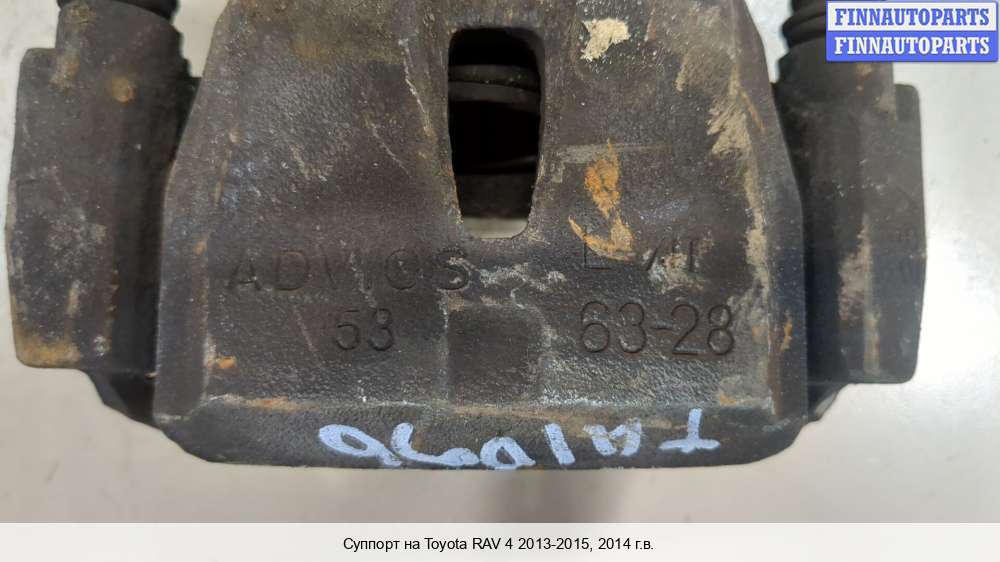 FINNAUTOPARTS
FINNAUTOPARTS
ADVICS
53
63-28
Суппорт на Toyota RAV 4 2013-2015, 2014 г.в.